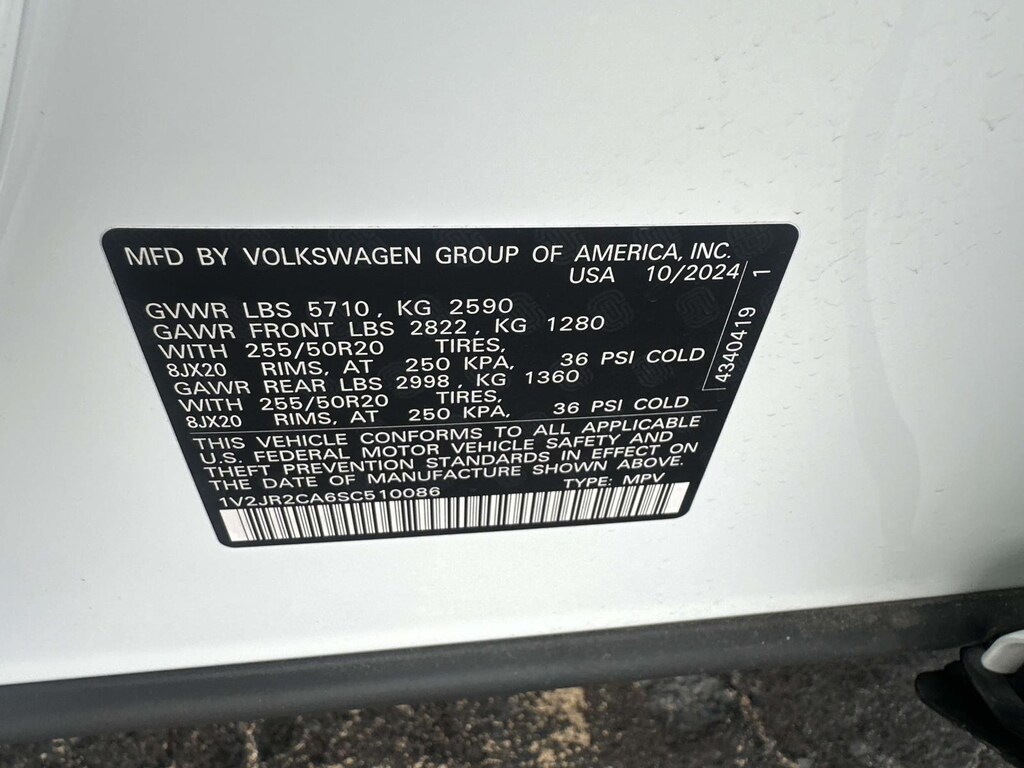 MFD BY VOLKSWAGEN GROUP OF AMERICA, INC.
USA 10/2024
GVWR LBS 5710, KG 2590
GAWR FRONT LBS 2822, KG 1280
WITH 255/50R20 TIRES,
8JX20 RIMS, AT 250 KPA, 36 PSI COLD
GAWR REAR LBS 2998, KG 1360
WITH 255/50R20 TIRES,
8JX20 RIMS, AT 250 KPA, 36 PSI COLD
4340419 1
THIS VEHICLE CONFORMS TO ALL APPLICABLE
U.S. FEDERAL MOTOR VEHICLE SAFETY AND
THEFT PREVENTION STANDARDS IN EFFECT ON
THE DATE OF MANUFACTURE SHOWN ABOVE.
1V2JR2CA6SC510086 TYPE: MPV